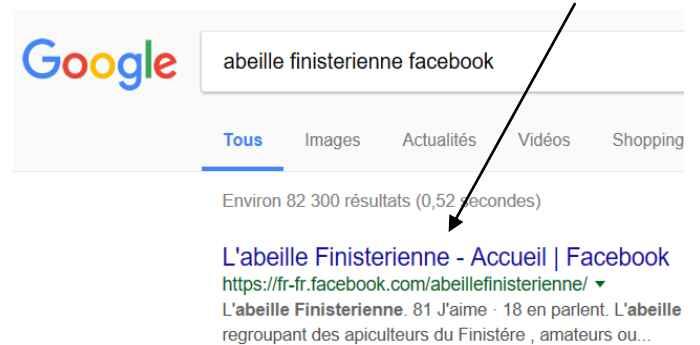 Google
abeille finisterienne facebook
Tous Images Actualités Vidéos Shopping
Environ 82 300 résultats (0,52 secondes)
L'abeille Finisterienne - Accueil | Facebook
https://fr-fr.facebook.com/abeillefinisterienne/
L'abeille Finisterienne. 81 J'aime · 18 en parlent. L'abeille
regroupant des apiculteurs du Finistére , amateurs ou...